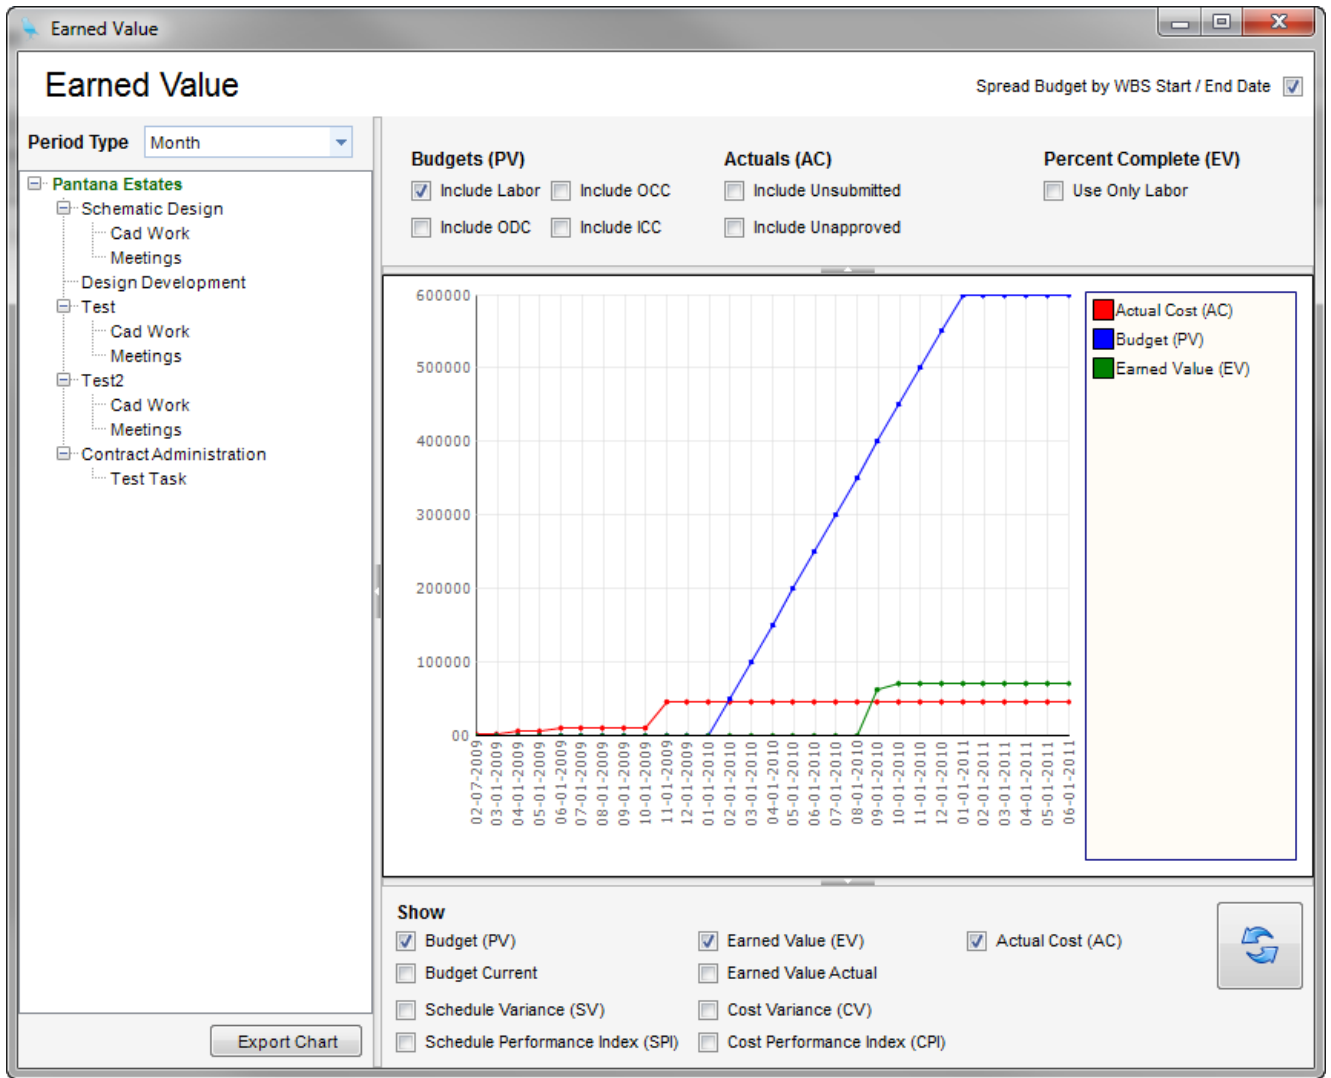 Earned Value
Earned Value
Spread Budget by WBS Start / End Date
Period Type Month
Pantana Estates
Schematic Design
Cad Work
Meetings
Design Development
Test
Cad Work
Meetings
Test2
Cad Work
Meetings
Contract Administration
Test Task
Export Chart
Budgets (PV) Actuals (AC) Percent Complete (EV)
Include Labor Include OCC Include Unsubmitted Use Only Labor
Include ODC Include ICC Include Unapproved
600000
500000
400000
300000
200000
100000
00
02-07-2009
03-01-2009
04-01-2009
05-01-2009
06-01-2009
07-01-2009
08-01-2009
09-01-2009
10-01-2009
11-01-2009
12-01-2009
01-01-2010
02-01-2010
03-01-2010
04-01-2010
05-01-2010
06-01-2010
07-01-2010
08-01-2010
09-01-2010
10-01-2010
11-01-2010
12-01-2010
01-01-2011
02-01-2011
03-01-2011
04-01-2011
05-01-2011
06-01-2011
Actual Cost (AC)
Budget (PV)
Earned Value (EV)
Show
Budget (PV) Earned Value (EV) Actual Cost (AC)
Budget Current Earned Value Actual
Schedule Variance (SV) Cost Variance (CV)
Schedule Performance Index (SPI) Cost Performance Index (CPI)